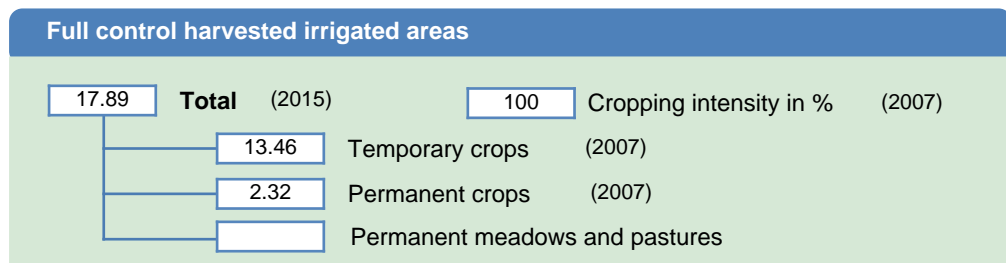 Full control harvested irrigated areas
17.89 Total (2015) 100 Cropping intensity in % (2007)
13.46 Temporary crops (2007)
2.32 Permanent crops (2007)
Permanent meadows and pastures